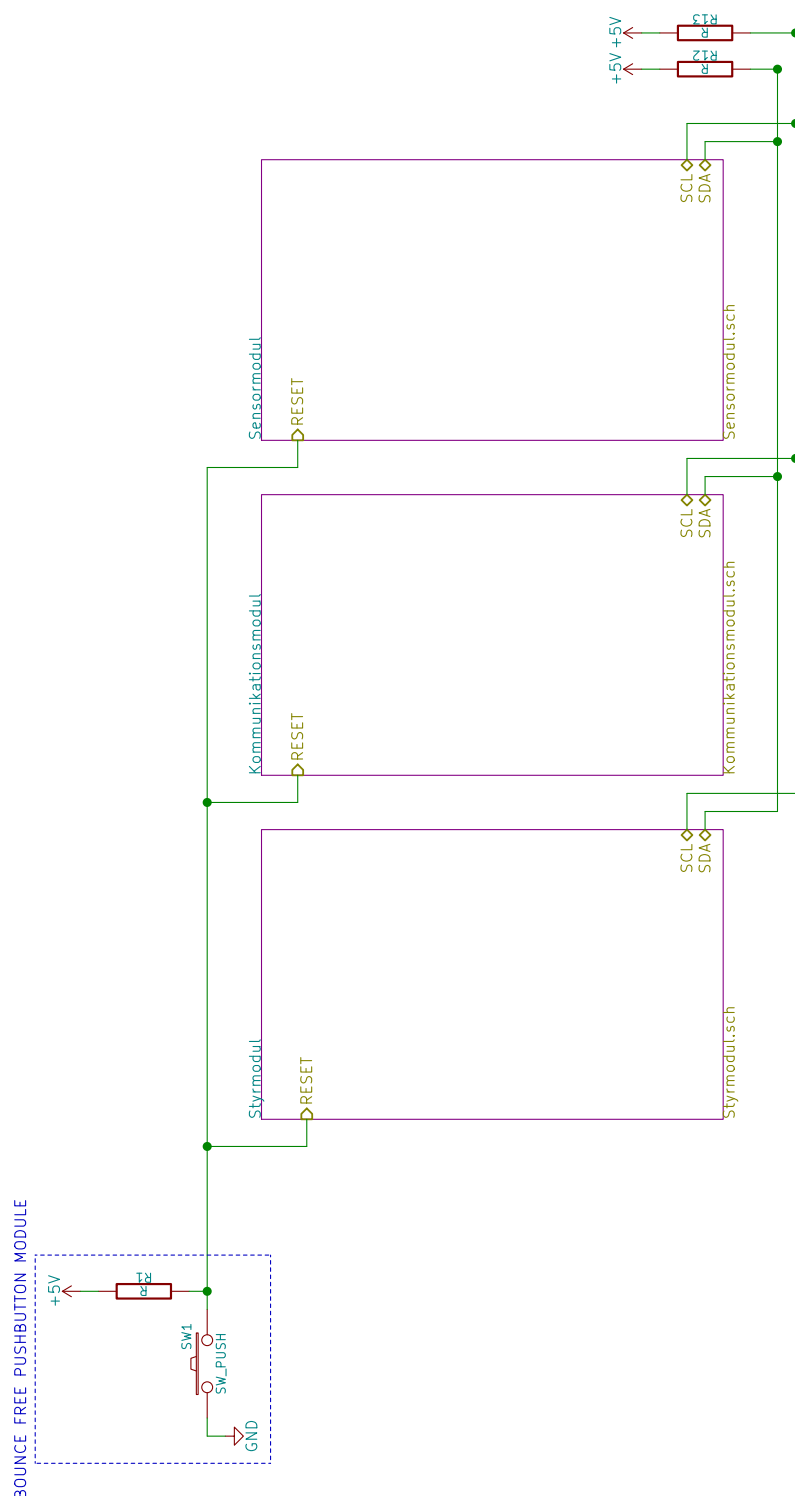 BOUNCE FREE PUSHBUTTON MODULE
+5V
R1
R
SW1
SW_PUSH
GND
Styrmodul
RESET
SCL
SDA
Styrmodul.sch
Kommunikationsmodul
RESET
SCL
SDA
Kommunikationsmodul.sch
Sensormodul
RESET
SCL
SDA
Sensormodul.sch
+5V
R12
R
+5V
R13
R